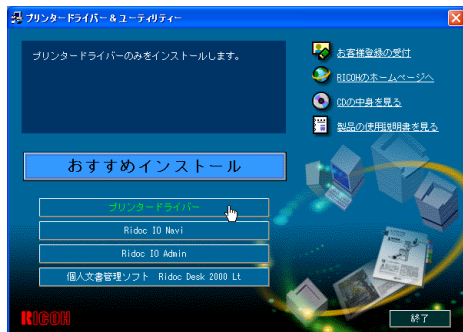 プリンタードライバー & ユーティリティー
プリンタードライバーのみをインストールします。
お客様登録の受付
RICOHのホームページへ
CDの中身を見る
製品の使用説明書を見る
おすすめインストール
プリンタードライバー
Ridoc IO Navi
Ridoc IO Admin
個人文書管理ソフト Ridoc Desk 2000 Lt
RICOH
終了